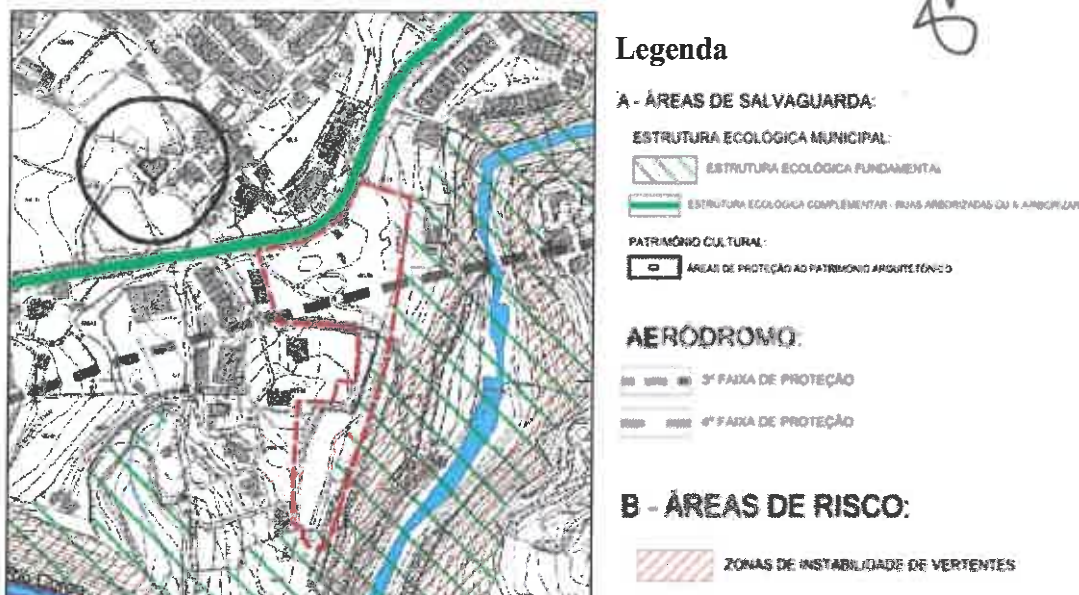 Legenda
A - ÁREAS DE SALVAGUARDA:
ESTRUTURA ECOLÓGICA MUNICIPAL:
ESTRUTURA ECOLÓGICA FUNDAMENTAL
ESTRUTURA ECOLÓGICA COMPLEMENTAR - RUAS ARBORIZADAS OU A ARBORIZAR
PATRIMÓNIO CULTURAL:
ÁREAS DE PROTEÇÃO AO PATRIMÓNIO ARQUITETÓNICO
AERÓDROMO:
3ª FAIXA DE PROTEÇÃO
4ª FAIXA DE PROTEÇÃO
B - ÁREAS DE RISCO:
ZONAS DE INSTABILIDADE DE VERTENTES